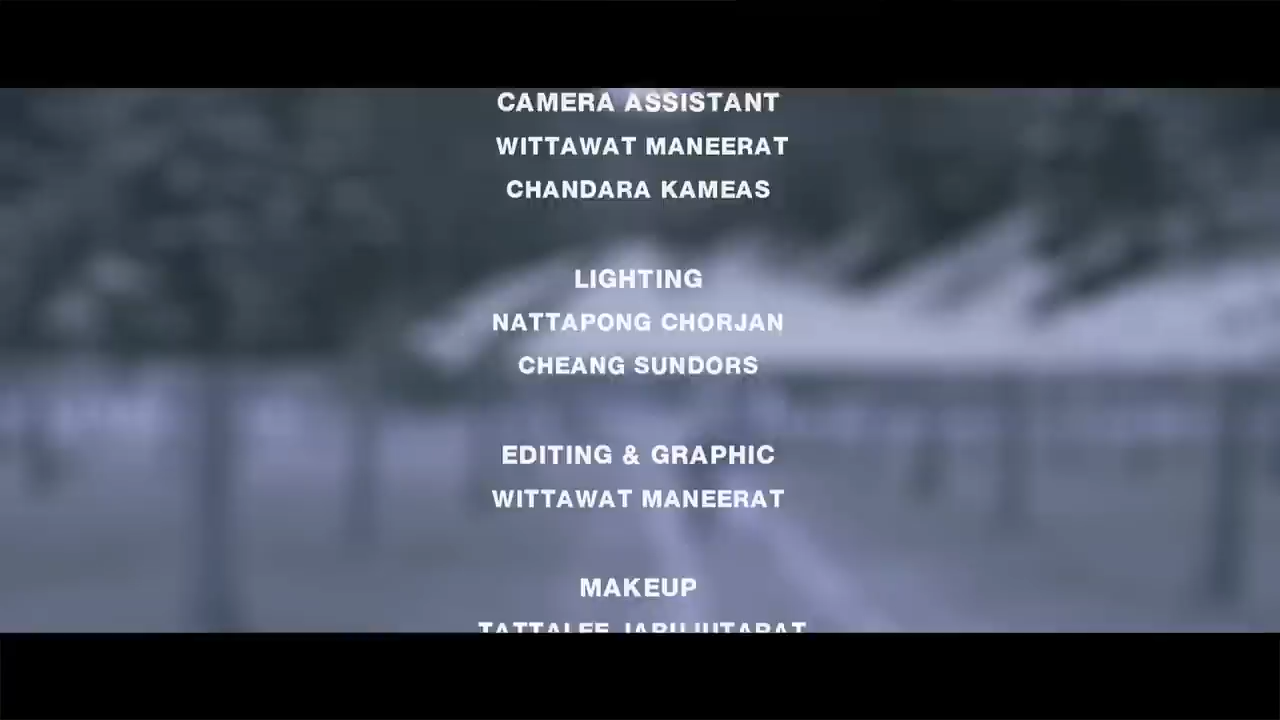 CAMERA ASSISTANT
WITTAWAT MANEERAT
CHANDARA KAMEAS
LIGHTING
NATTAPONG CHORJAN
CHEANG SUNDORS
EDITING & GRAPHIC
WITTAWAT MANEERAT
MAKEUP